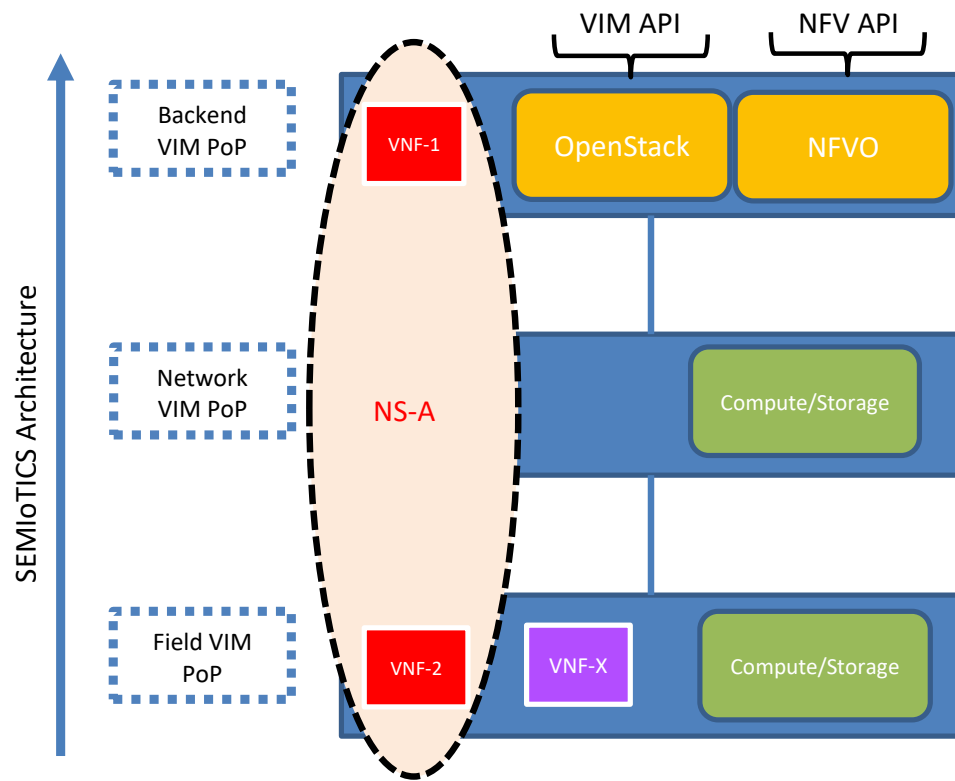 VIM API
NFV API
Backend
VIM PoP
VNF-1
OpenStack
NFVO
SEMIoTICS Architecture
Network
VIM PoP
NS-A
Compute/Storage
Field VIM
PoP
VNF-2
VNF-X
Compute/Storage